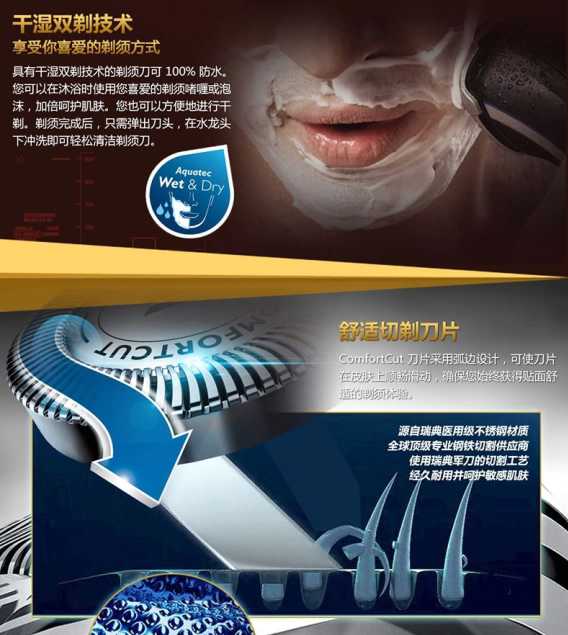 干湿双剃技术
享受你喜爱的剃须方式
具有干湿双剃技术的剃须刀可 100% 防水。
您可以在沐浴时使用您喜爱的剃须啫喱或泡
沫，加倍呵护肌肤。您也可以方便地进行干
剃。剃须完成后，只需弹出刀头，在水龙头
下冲洗即可轻松清洁剃须刀。
Aquatec
Wet & Dry
COMFORTCUT
舒适切剃刀片
ComfortCut 刀片采用弧边设计，可使刀片
在皮肤上顺畅滑动，确保您始终获得贴面舒
适的剃须体验。
源自瑞典医用级不锈钢材质
全球顶级专业钢铁切割供应商
使用瑞典军刀的切割工艺
经久耐用并呵护敏感肌肤